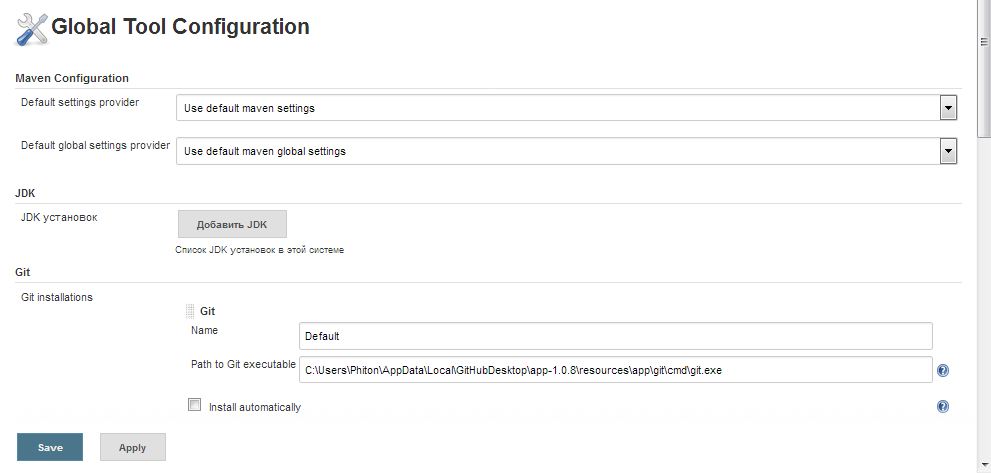 Global Tool Configuration
Maven Configuration
Default settings provider
Use default maven settings
Default global settings provider
Use default maven global settings
JDK
JDK установок
Добавить JDK
Список JDK установок в этой системе
Git
Git installations
Git
Name
Default
Path to Git executable
C:\Users\Phiton\AppData\Local\GitHubDesktop\app-1.0.8\resources\app\git\cmd\git.exe
Install automatically
Save
Apply